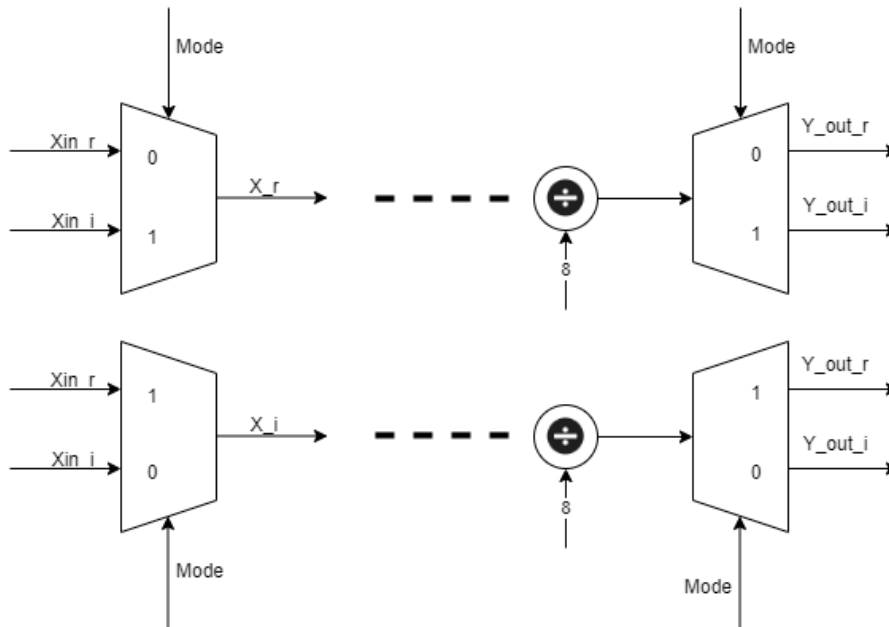 Mode
Mode
Xin_r
0
0
Y_out_r
X_r
Xin_i
1
1
Y_out_i
8
Xin_r
1
1
Y_out_r
X_i
Xin_i
0
0
Y_out_i
8
Mode
Mode